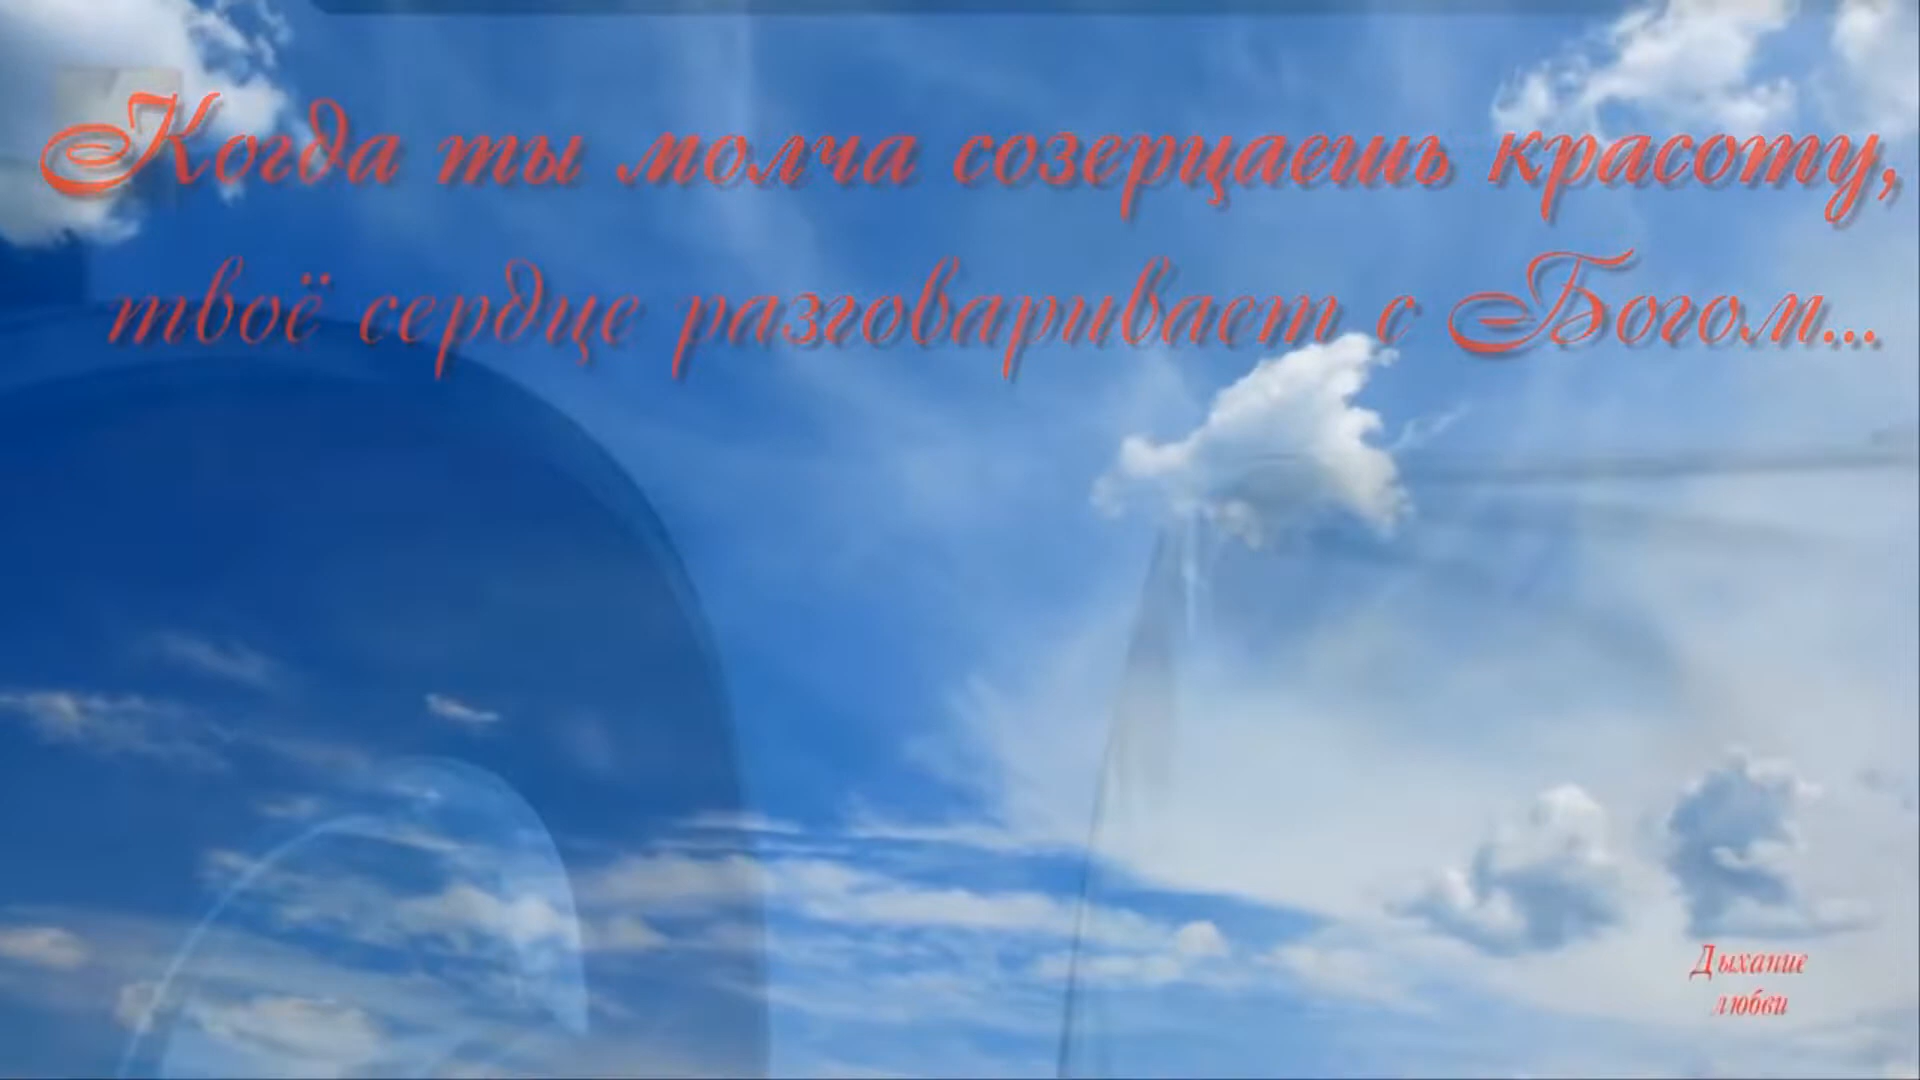 Когда ты молча созерцаешь красоту,
твоё сердце разговаривает с Богом...
Дыхание
любви